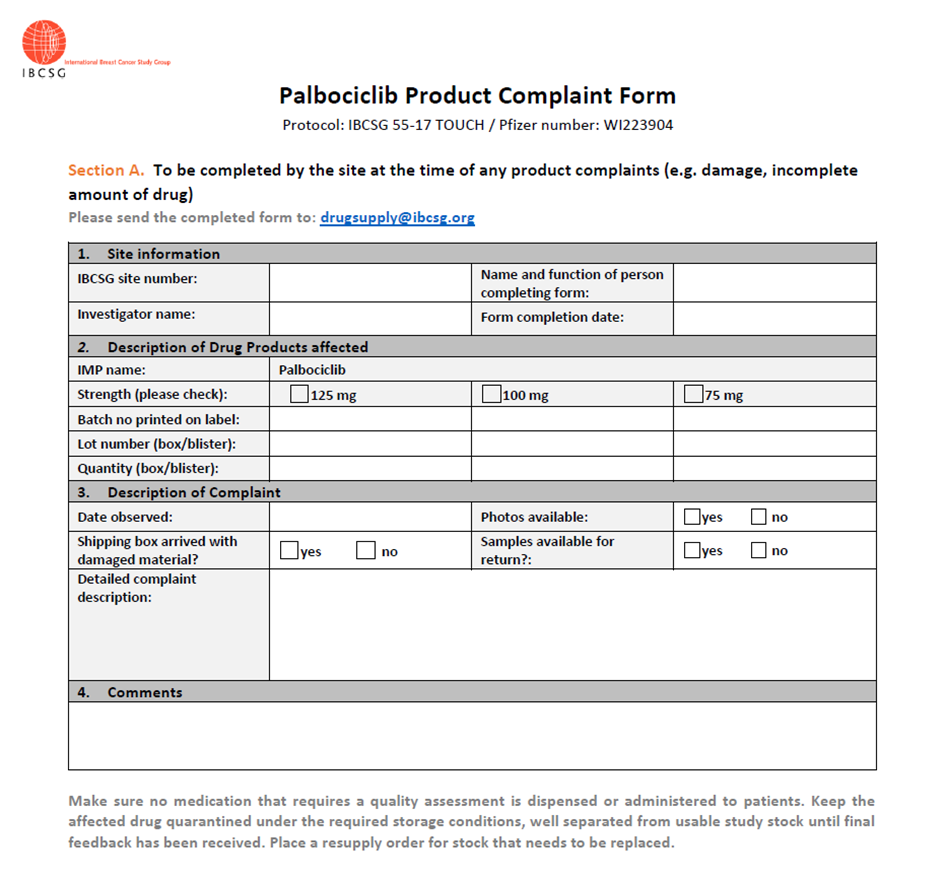 International Breast Cancer Study Group
IBCSG
Palbociclib Product Complaint Form
Protocol: IBCSG 55-17 TOUCH / Pfizer number: WI223904
Section A. To be completed by the site at the time of any product complaints (e.g. damage, incomplete
amount of drug)
Please send the completed form to: drugsupply@ibcsg.org
1. Site information
IBCSG site number:
Name and function of person
completing form:
Investigator name:
Form completion date:
2. Description of Drug Products affected
IMP name:
Palbociclib
Strength (please check):
125 mg
100 mg
75 mg
Batch no printed on label:
Lot number (box/blister):
Quantity (box/blister):
3. Description of Complaint
Date observed:
Photos available:
yes no
Shipping box arrived with
damaged material?
yes no
Samples available for
return?:
yes no
Detailed complaint
description:
4. Comments
Make sure no medication that requires a quality assessment is dispensed or administered to patients. Keep the
affected drug quarantined under the required storage conditions, well separated from usable study stock until final
feedback has been received. Place a resupply order for stock that needs to be replaced.